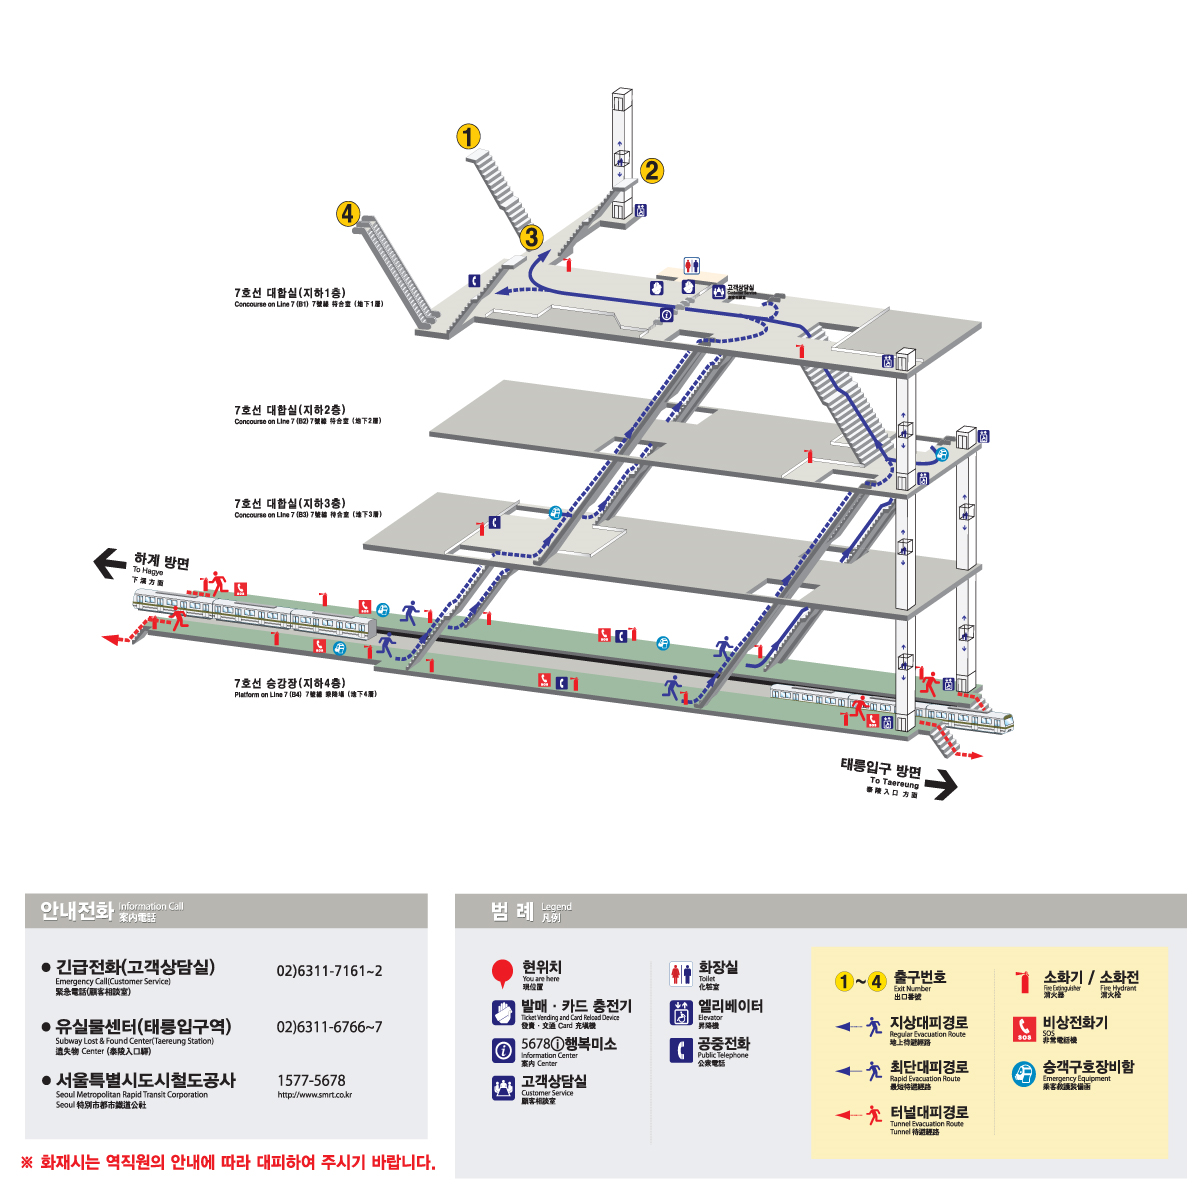 1
2
3
4
고객상담실
Customer Service
7호선 대합실(지하1층)
Concourse on Line 7 (B1) 7號線 待合室 (地下1層)
7호선 대합실(지하2층)
Concourse on Line 7 (B2) 7號線 待合室 (地下2層)
7호선 대합실(지하3층)
Concourse on Line 7 (B3) 7號線 待合室 (地下3層)
하계 방면
To Hagye
下溪方面
7호선 승강장(지하4층)
Platform on Line 7 (B4) 7號線 乘降場 (地下4層)
태릉입구 방면
To Taereung
泰陵入口 方面
안내전화 Information Call
案内電話
● 긴급전화(고객상담실) 02)6311-7161~2
Emergency Call(Customer Service)
緊急電話(顧客相談室)
● 유실물센터(태릉입구역) 02)6311-6766~7
Subway Lost & Found Center(Taereung Station)
遺失物 Center (泰陵入口驛)
● 서울특별시도시철도공사 1577-5678
Seoul Metropolitan Rapid Transit Corporation http://www.smrt.co.kr
Seoul 特別市都市鐵道公社
※ 화재시는 역직원의 안내에 따라 대피하여 주시기 바랍니다.
범 례 Legend
凡例
현위치
You are here
現位置
발매 · 카드 충전기
Ticket Vending and Card Reload Device
發賣 · 交通 Card 充塡機
5678ⓘ행복미소
Information Center
案內 Center
고객상담실
Customer Service
顧客相談室
화장실
Toilet
化粧室
엘리베이터
Elevator
昇降機
공중전화
Public Telephone
公衆電話
1~4 출구번호
Exit Number
出口番號
지상대피경로
Regular Evacuation Route
地上待避經路
최단대피경로
Rapid Evacuation Route
最短待避經路
터널대피경로
Tunnel Evacuation Route
Tunnel 待避經路
소화기 / 소화전
Fire Extinguisher Fire Hydrant
消火器 消火栓
SOS
비상전화기
SOS
非常電話機
승객구호장비함
Emergency Equipment
乘客救護裝備函